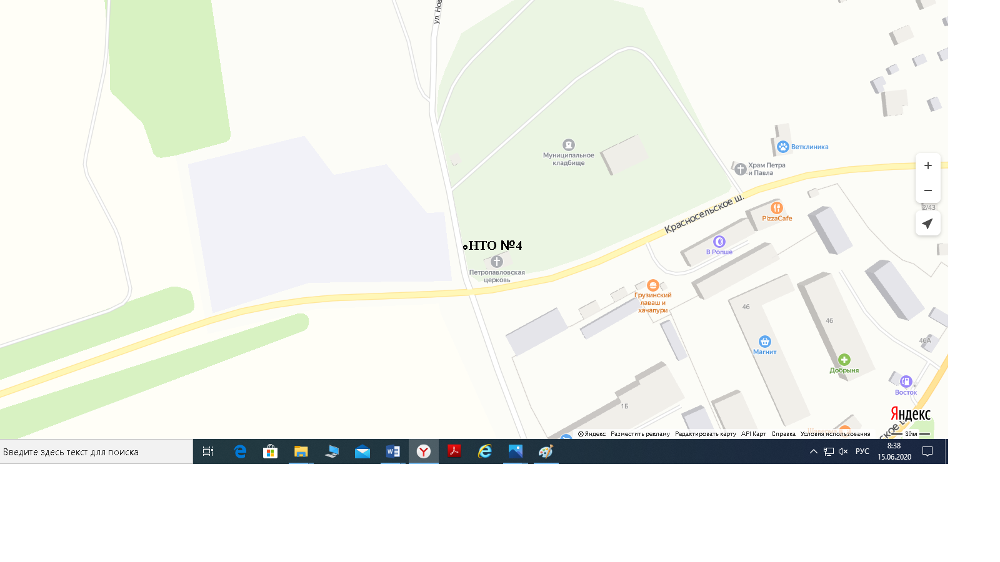 ул. Нов
Муниципальное
кладбище
Ветклиника
Храм Петра
и Павла
Красносельское ш.
2/43
PizzaCafe
В Ропше
оНТО №4
Петропавловская
церковь
Грузинский
лаваш и
хачапури
46
46
46А
Магнит
Добрыня
Восток
1Б
Яндекс
© Яндекс Разместить рекламу Редактировать карту API Карт Справка Условия использования 30 м
Введите здесь текст для поиска
РУС
8:38
15.06.2020